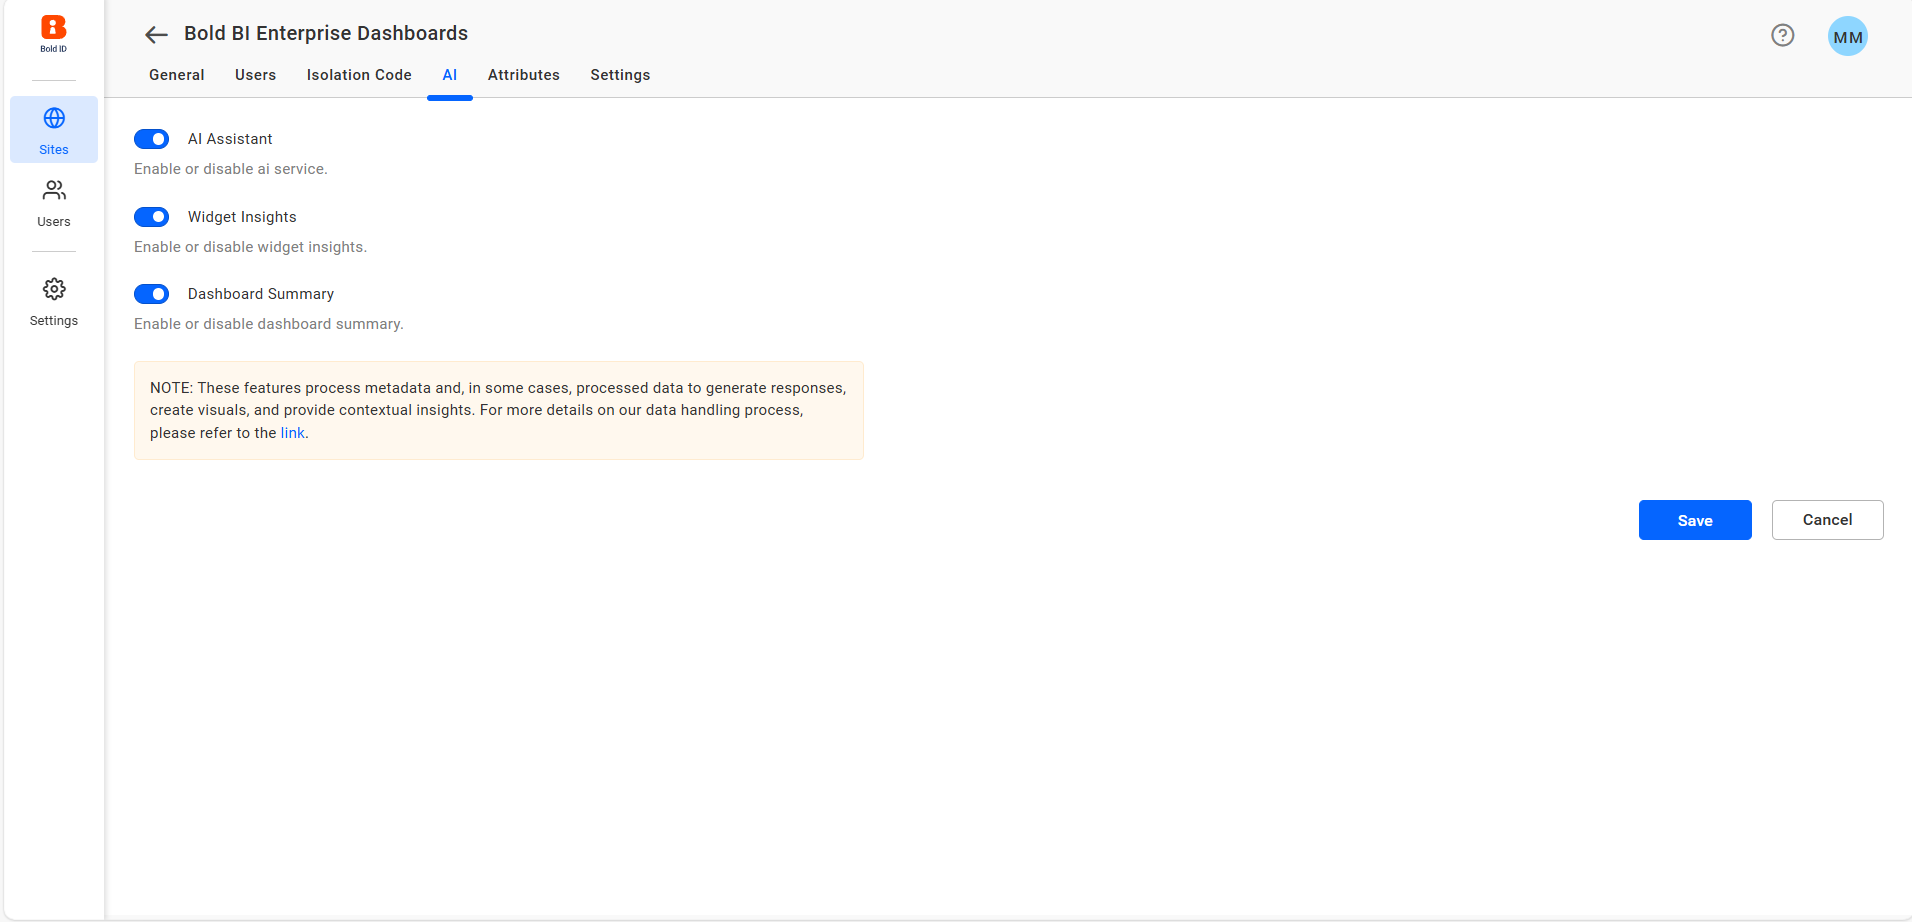 Bold ID
Sites
Users
Settings
Bold BI Enterprise Dashboards
MM
General Users Isolation Code AI Attributes Settings
AI Assistant
Enable or disable ai service.
Widget Insights
Enable or disable widget insights.
Dashboard Summary
Enable or disable dashboard summary.
NOTE: These features process metadata and, in some cases, processed data to generate responses,
create visuals, and provide contextual insights. For more details on our data handling process,
please refer to the link.
Save Cancel